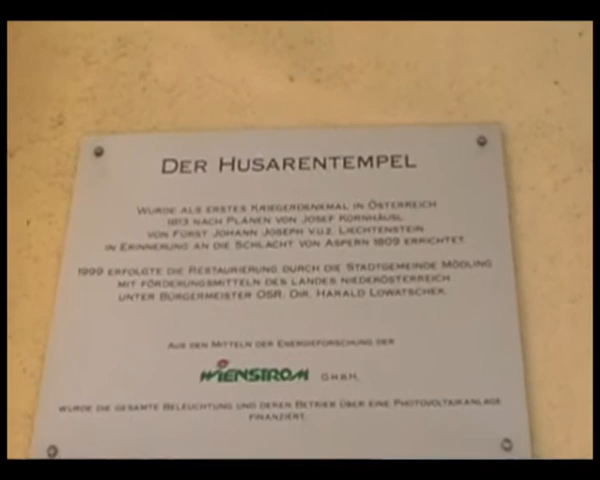 DER HUSARENTEMPEL
WURDE ALS ERSTES KRIEGERDENKMAL IN ÖSTERREICH
1813 NACH PLÄNEN VON JOSEF KORNHÄUSL
VON FÜRST JOHANN JOSEPH V.U.Z. LIECHTENSTEIN
IN ERINNERUNG AN DIE SCHLACHT VON ASPERN 1809 ERRICHTET
1999 ERFOLGTE DIE RESTAURIERUNG DURCH DIE STADTGEMEINDE MÖDLING
MIT FÖRDERUNGSMITTELN DES LANDES NIEDERÖSTERREICH
UNTER BÜRGERMEISTER OSR. DIR. HARALD LOWATSCHEK.
AUS DEN MITTELN DER ENERGIEFORSCHUNG DER
WIENSTROM G.M.B.H.
WURDE DIE GESAMTE BELEUCHTUNG UND DEREN BETRIEB ÜBER EINE PHOTOVOLTAIKANLAGE
FINANZIERT.